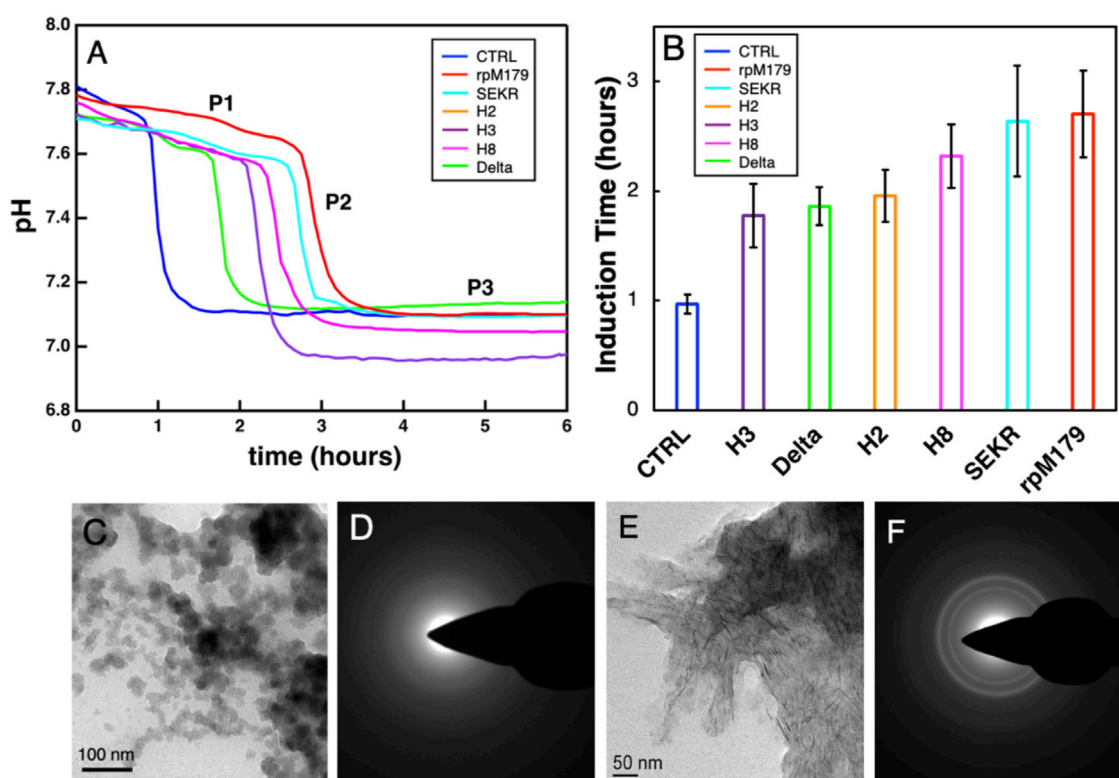 A
CTRL
rpM179
SEKR
H2
H3
H8
Delta
P1
P2
P3
pH
8.0
7.8
7.6
7.4
7.2
7.0
6.8
0 1 2 3 4 5 6
time (hours)
B
CTRL
rpM179
SEKR
H2
H3
H8
Delta
Induction Time (hours)
3
2
1
0
CTRL H3 Delta H2 H8 SEKR rpM179
C
100 nm
D
E
50 nm
F